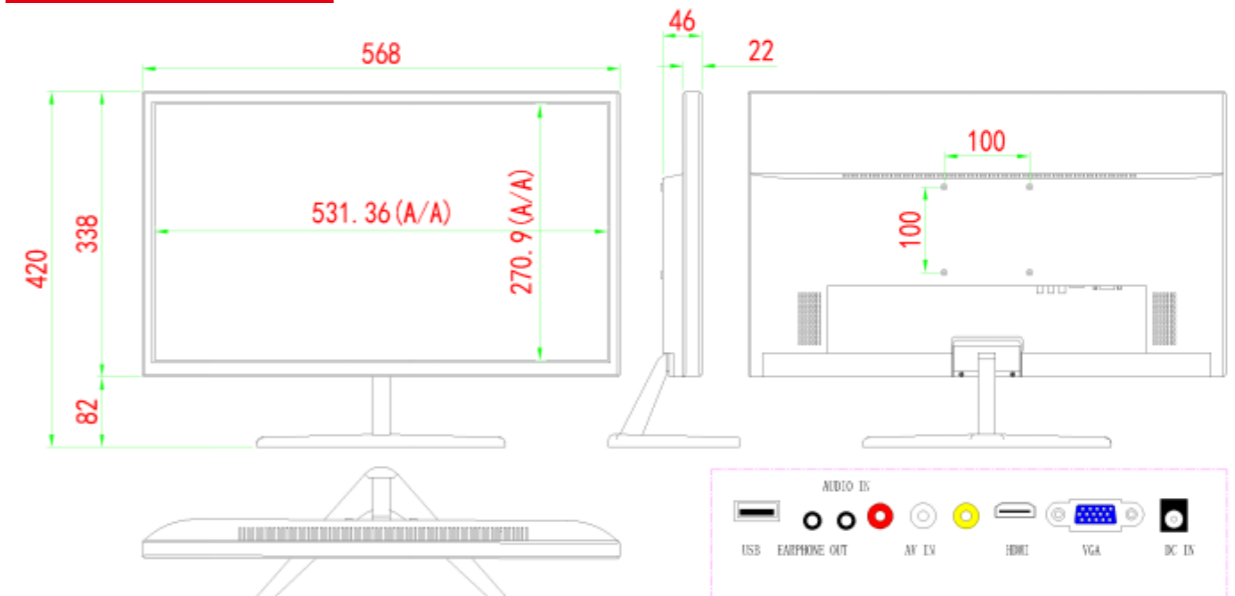 46
568
22
100
531.36(A/A)
270.9(A/A)
338
100
420
82
AUDIO IN
USB
EARPHONE OUT
AV IN
HDMI
VGA
DC IN